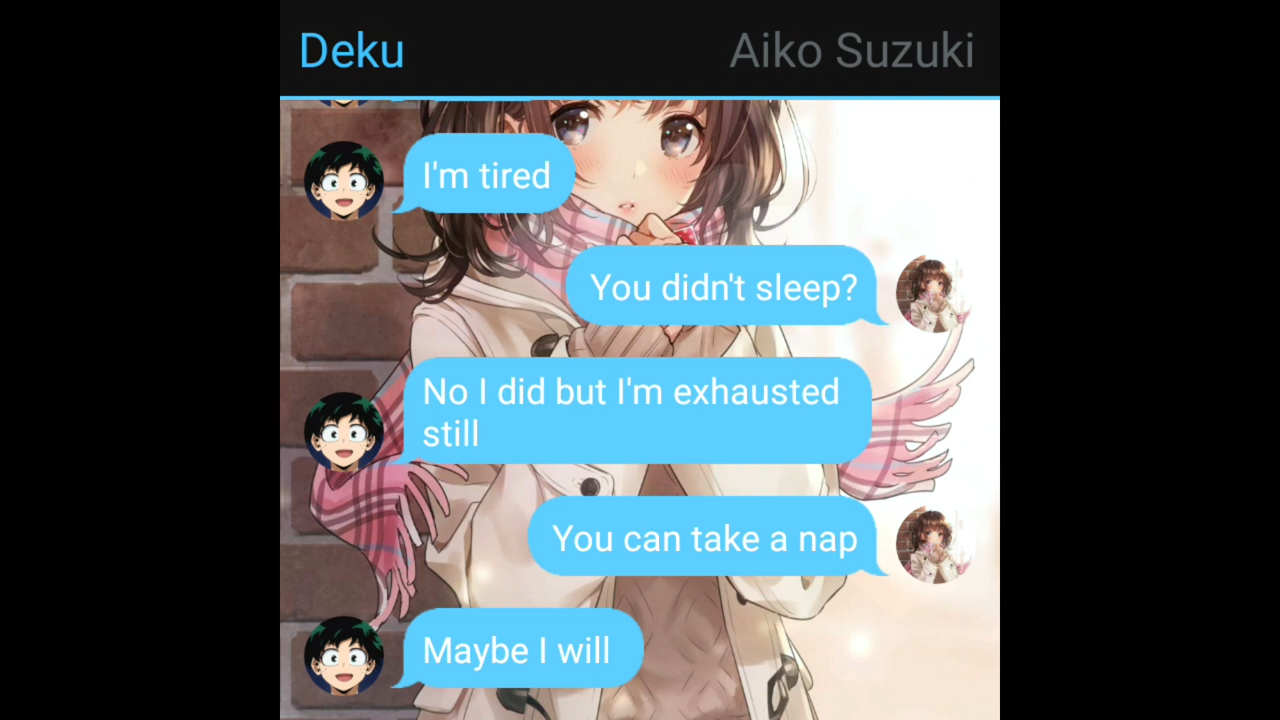 Deku
Aiko Suzuki
I'm tired
You didn't sleep?
No I did but I'm exhausted
still
You can take a nap
Maybe I will